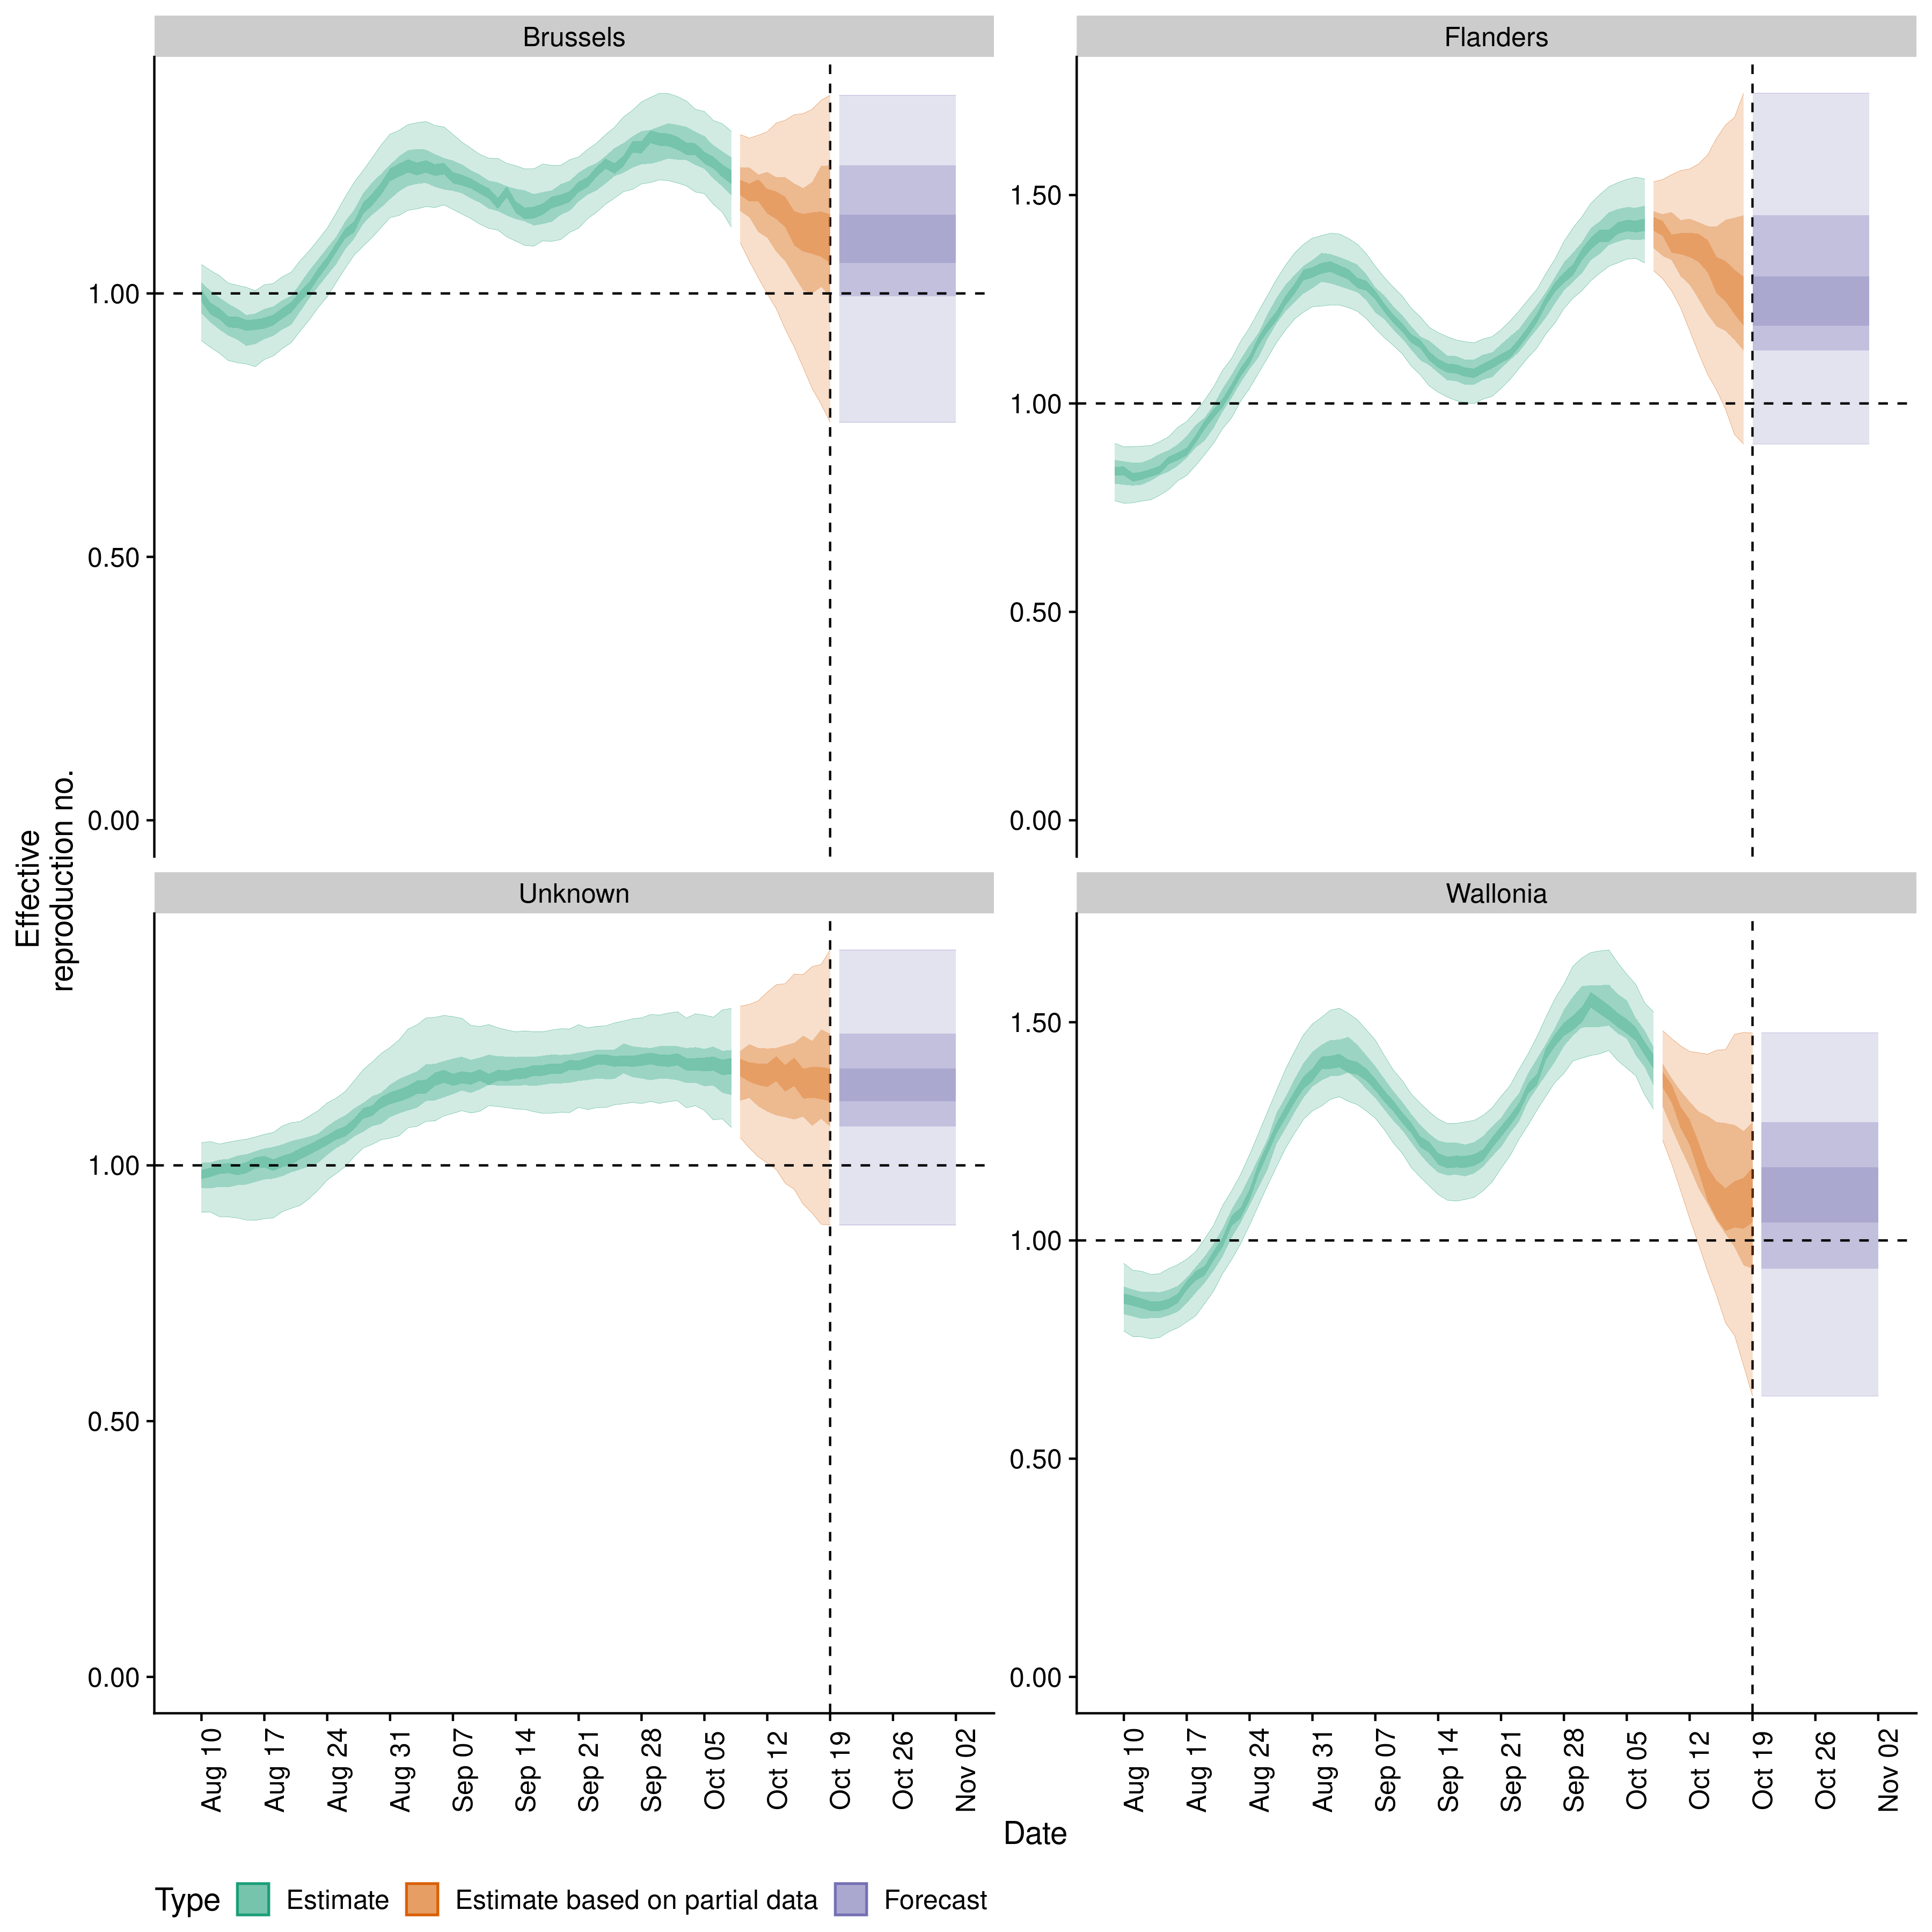 Brussels
Flanders
1.00
0.50
0.00
1.50
1.00
0.50
0.00
Effective
reproduction no.
Unknown
Wallonia
1.00
0.50
0.00
1.50
1.00
0.50
0.00
Aug 10 Aug 17 Aug 24 Aug 31 Sep 07 Sep 14 Sep 21 Sep 28 Oct 05 Oct 12 Oct 19 Oct 26 Nov 02
Aug 10 Aug 17 Aug 24 Aug 31 Sep 07 Sep 14 Sep 21 Sep 28 Oct 05 Oct 12 Oct 19 Oct 26 Nov 02
Date
Type Estimate Estimate based on partial data Forecast